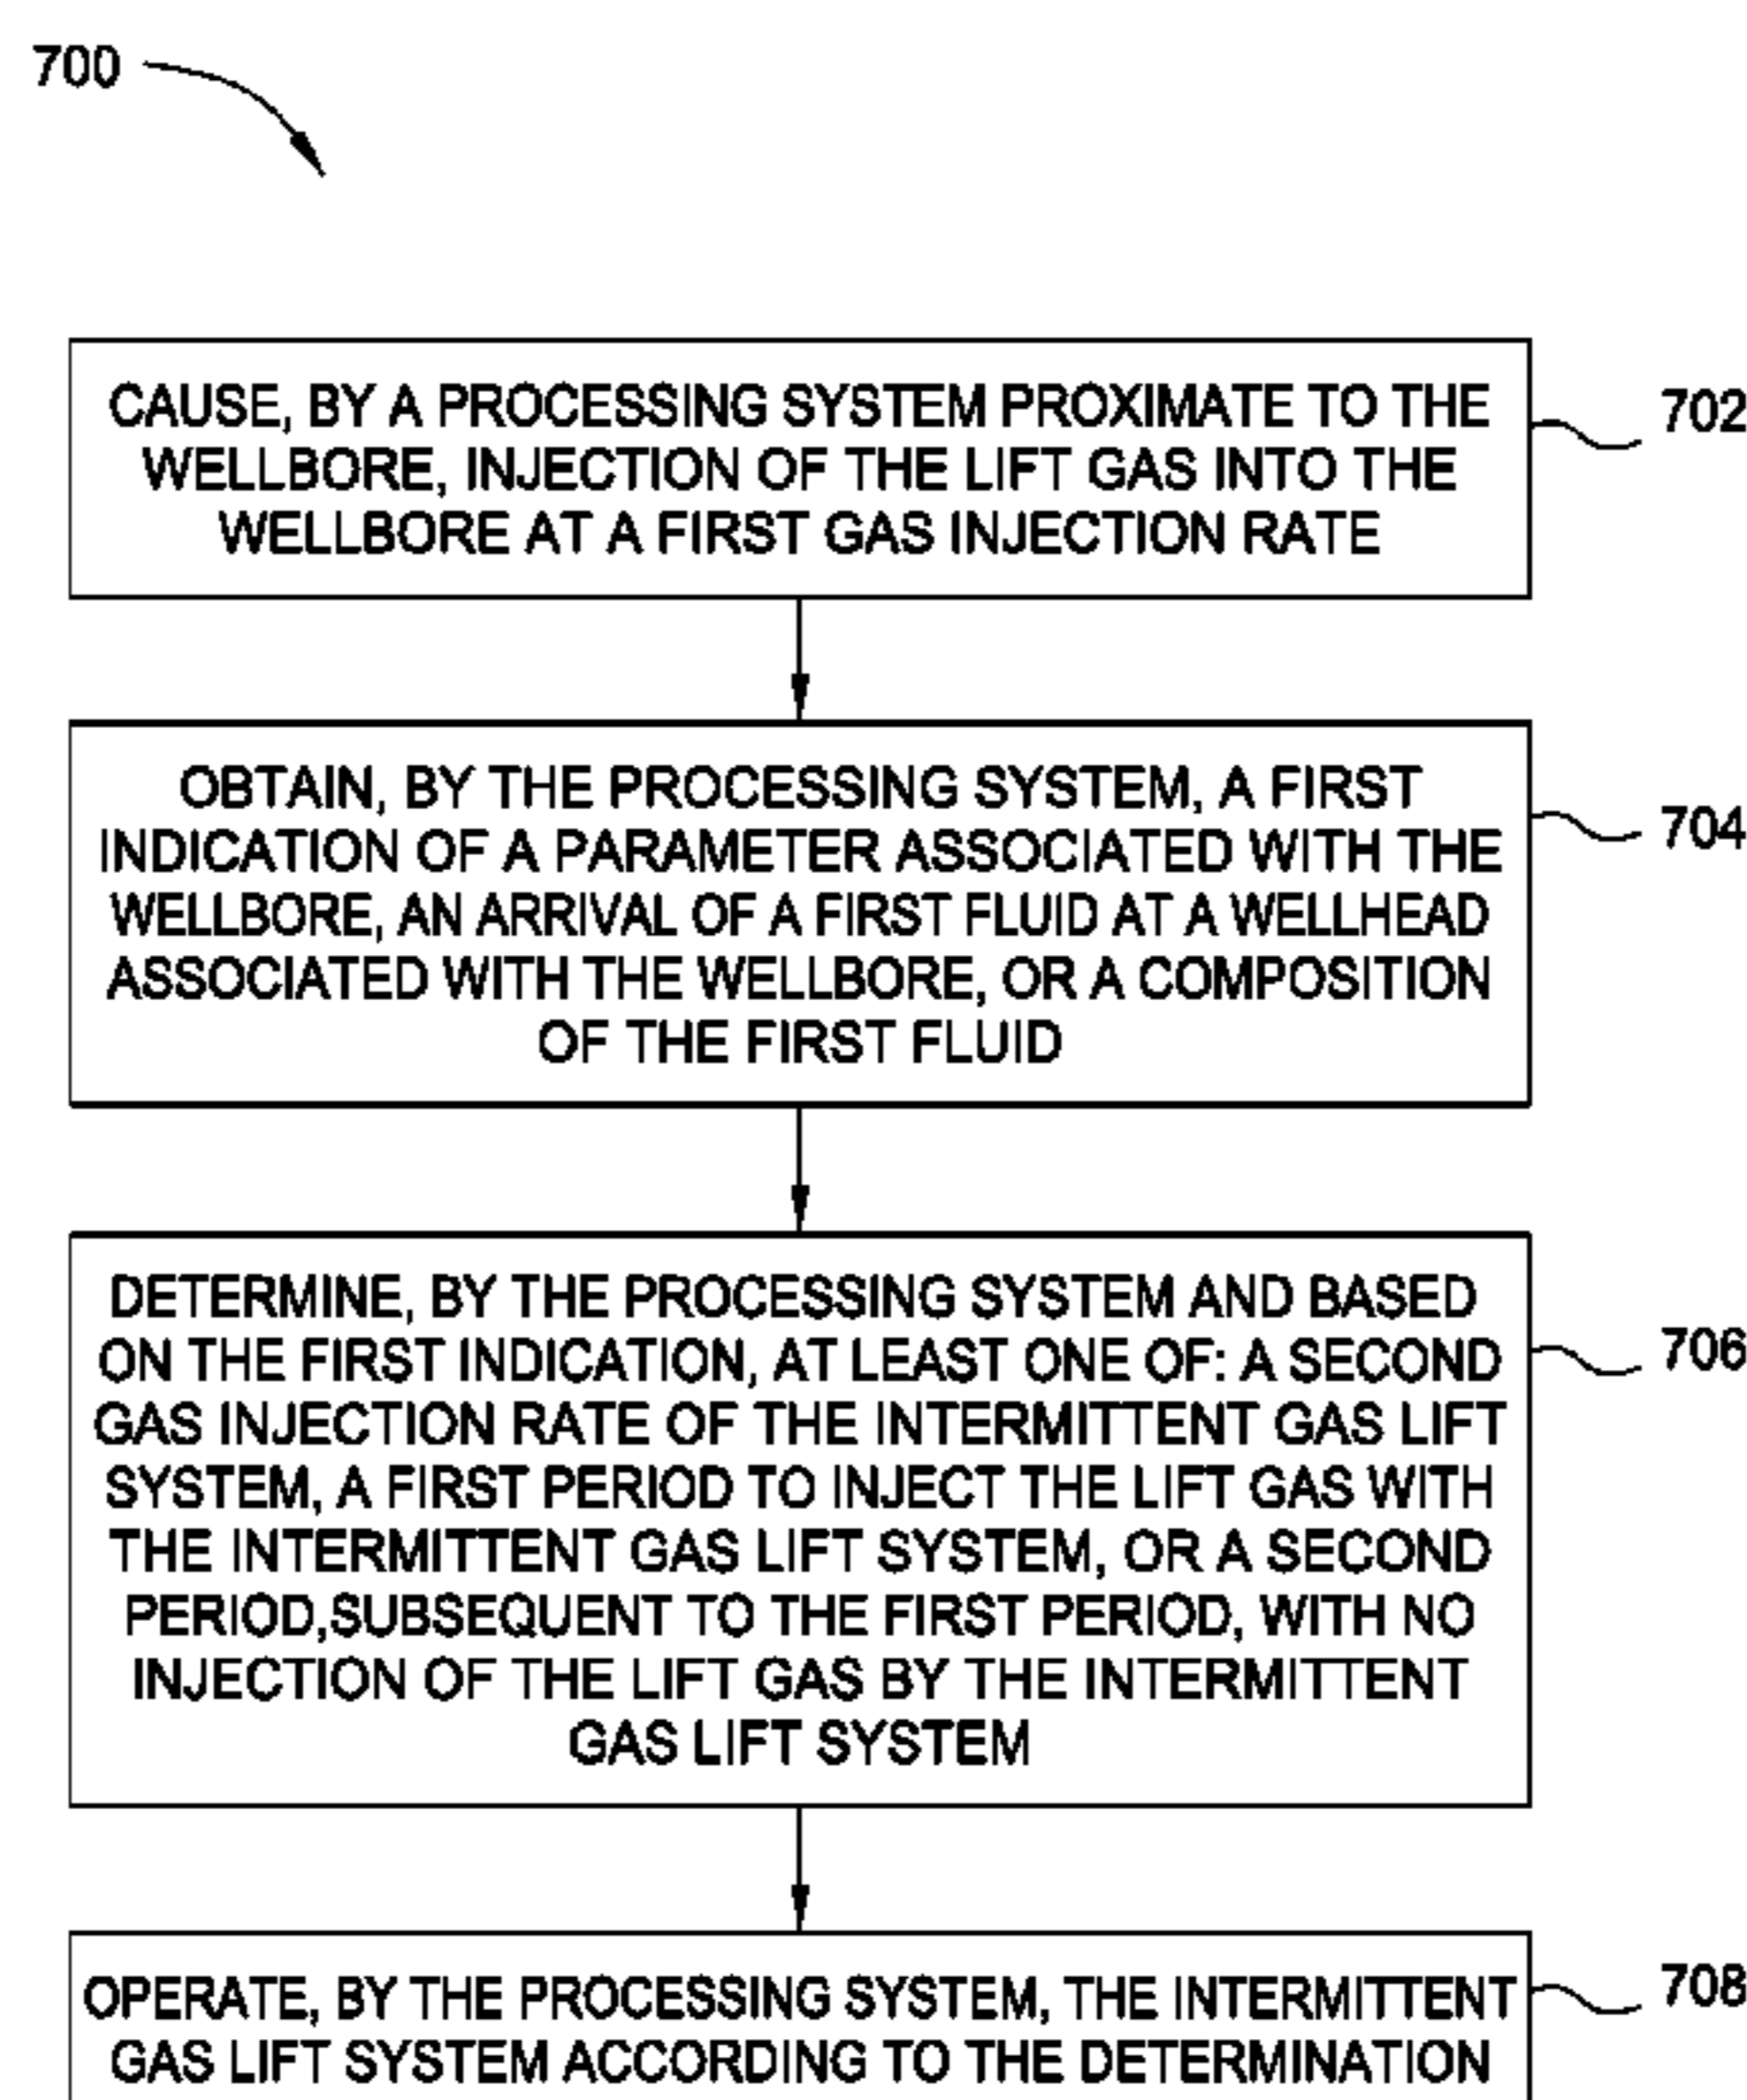 700
CAUSE, BY A PROCESSING SYSTEM PROXIMATE TO THE
WELLBORE, INJECTION OF THE LIFT GAS INTO THE
WELLBORE AT A FIRST GAS INJECTION RATE
702
OBTAIN, BY THE PROCESSING SYSTEM, A FIRST
INDICATION OF A PARAMETER ASSOCIATED WITH THE
WELLBORE, AN ARRIVAL OF A FIRST FLUID AT A WELLHEAD
ASSOCIATED WITH THE WELLBORE, OR A COMPOSITION
OF THE FIRST FLUID
704
DETERMINE, BY THE PROCESSING SYSTEM AND BASED
ON THE FIRST INDICATION, AT LEAST ONE OF: A SECOND
GAS INJECTION RATE OF THE INTERMITTENT GAS LIFT
SYSTEM, A FIRST PERIOD TO INJECT THE LIFT GAS WITH
THE INTERMITTENT GAS LIFT SYSTEM, OR A SECOND
PERIOD,SUBSEQUENT TO THE FIRST PERIOD, WITH NO
INJECTION OF THE LIFT GAS BY THE INTERMITTENT
GAS LIFT SYSTEM
706
OPERATE, BY THE PROCESSING SYSTEM, THE INTERMITTENT
GAS LIFT SYSTEM ACCORDING TO THE DETERMINATION
708